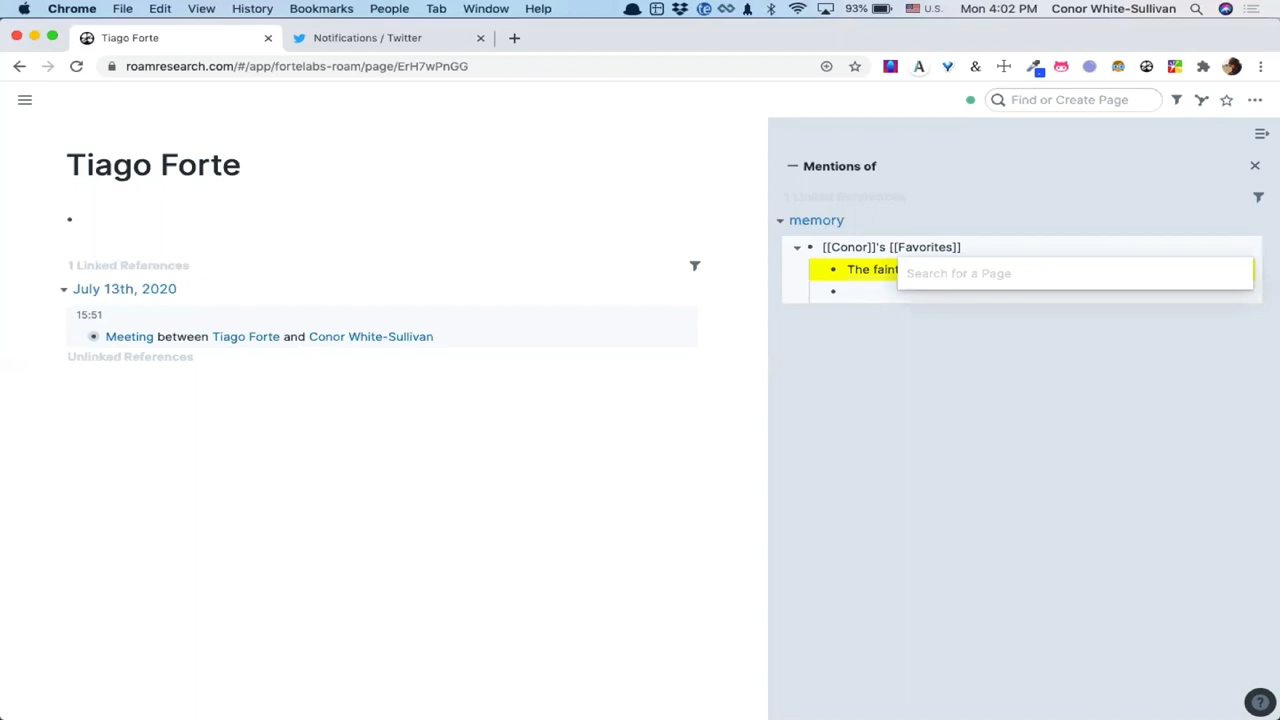 Chrome File Edit View History Bookmarks People Tab Window Help 93% U.S. Mon 4:02 PM Conor White-Sullivan
Tiago Forte Notifications / Twitter
roamresearch.com/#/app/fortelabs-roam/page/ErH7wPnGG
Find or Create Page
Tiago Forte
1 Linked References
July 13th, 2020
15:51
Meeting between Tiago Forte and Conor White-Sullivan
Unlinked References
Mentions of
1 Linked References
memory
[[Conor]]'s [[Favorites]]
The faint
Search for a Page